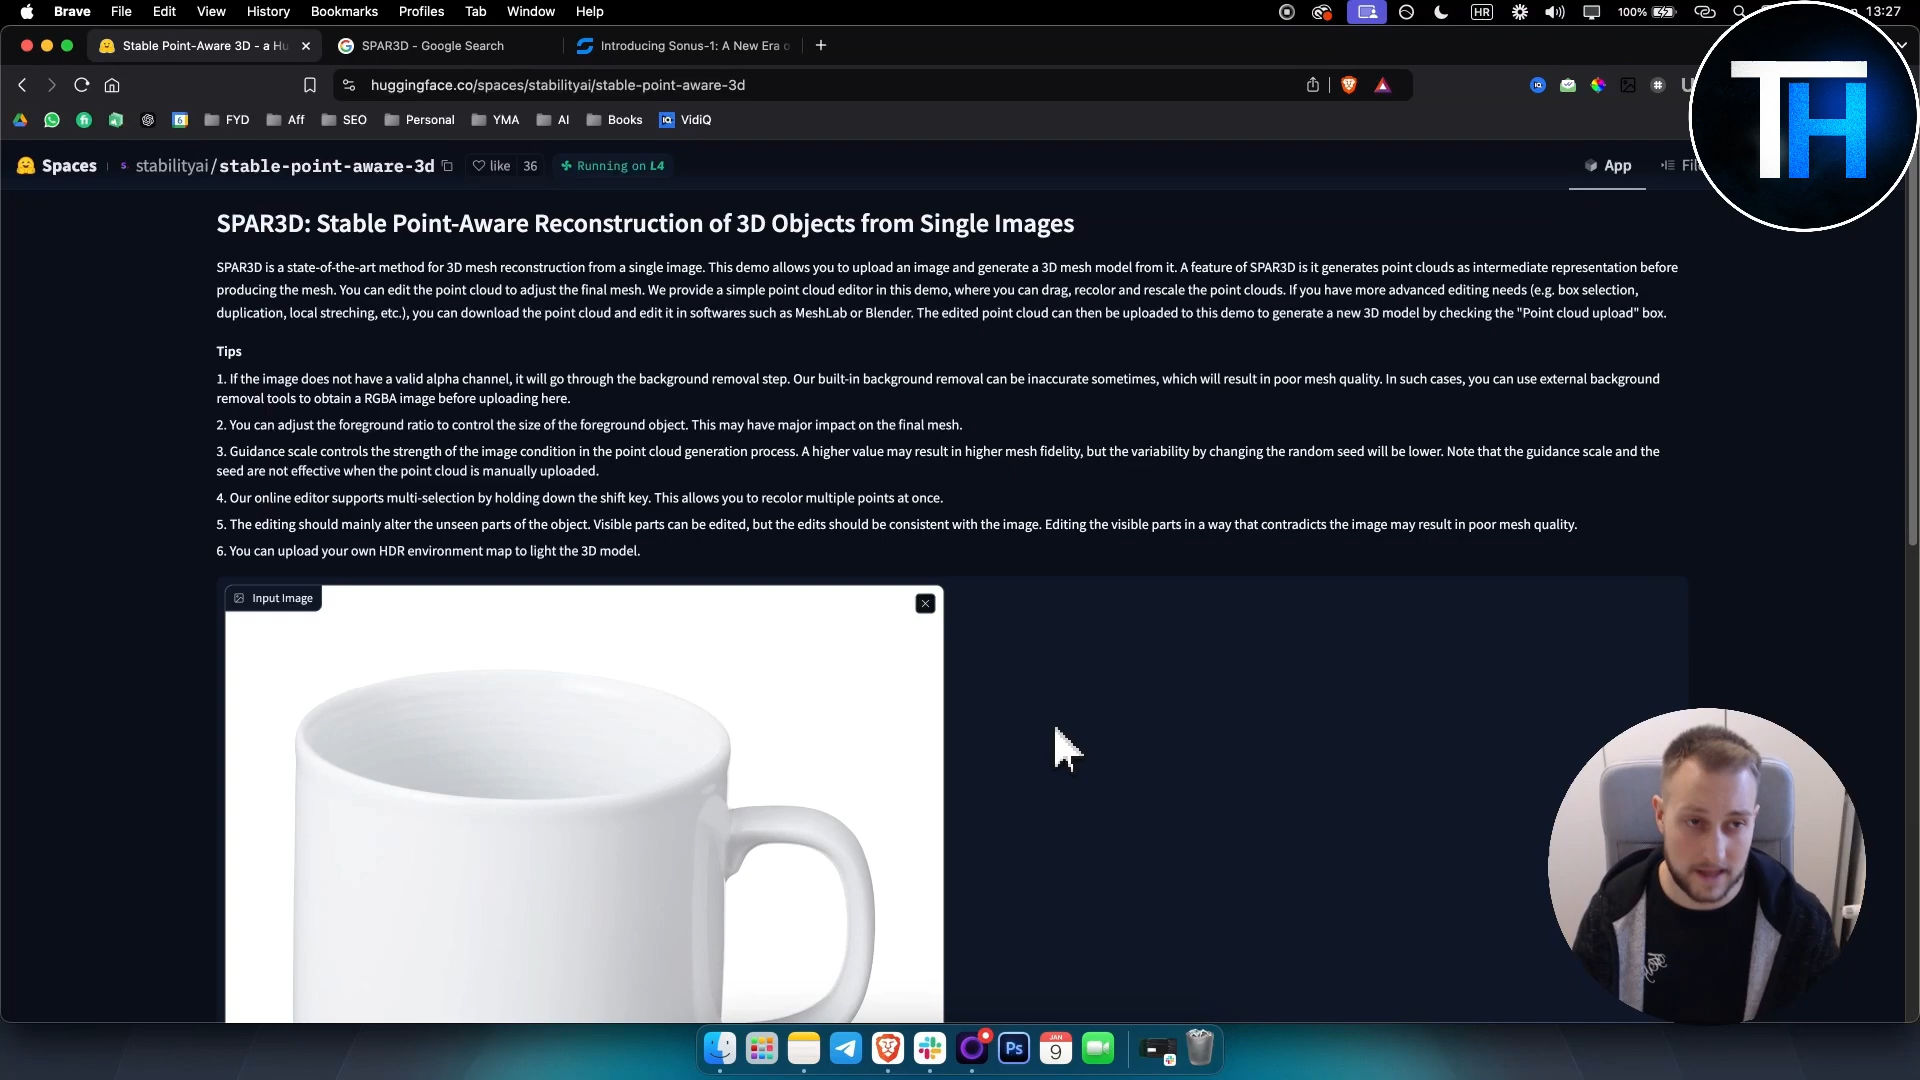 Brave File Edit View History Bookmarks Profiles Tab Window Help HR 100% 13:27
Stable Point-Aware 3D - a Hu SPAR3D - Google Search Introducing Sonus-1: A New Era o
huggingface.co/spaces/stabilityai/stable-point-aware-3d
FYD Aff SEO Personal YMA AI Books VidIQ
TH
Spaces stabilityai/stable-point-aware-3d like 36 Running on L4 App
SPAR3D: Stable Point-Aware Reconstruction of 3D Objects from Single Images
SPAR3D is a state-of-the-art method for 3D mesh reconstruction from a single image. This demo allows you to upload an image and generate a 3D mesh model from it. A feature of SPAR3D is it generates point clouds as intermediate representation before
producing the mesh. You can edit the point cloud to adjust the final mesh. We provide a simple point cloud editor in this demo, where you can drag, recolor and rescale the point clouds. If you have more advanced editing needs (e.g. box selection,
duplication, local streching, etc.), you can download the point cloud and edit it in softwares such as MeshLab or Blender. The edited point cloud can then be uploaded to this demo to generate a new 3D model by checking the "Point cloud upload" box.
Tips
1. If the image does not have a valid alpha channel, it will go through the background removal step. Our built-in background removal can be inaccurate sometimes, which will result in poor mesh quality. In such cases, you can use external background
removal tools to obtain a RGBA image before uploading here.
2. You can adjust the foreground ratio to control the size of the foreground object. This may have major impact on the final mesh.
3. Guidance scale controls the strength of the image condition in the point cloud generation process. A higher value may result in higher mesh fidelity, but the variability by changing the random seed will be lower. Note that the guidance scale and the
seed are not effective when the point cloud is manually uploaded.
4. Our online editor supports multi-selection by holding down the shift key. This allows you to recolor multiple points at once.
5. The editing should mainly alter the unseen parts of the object. Visible parts can be edited, but the edits should be consistent with the image. Editing the visible parts in a way that contradicts the image may result in poor mesh quality.
6. You can upload your own HDR environment map to light the 3D model.
Input Image
Ps
JAN
9